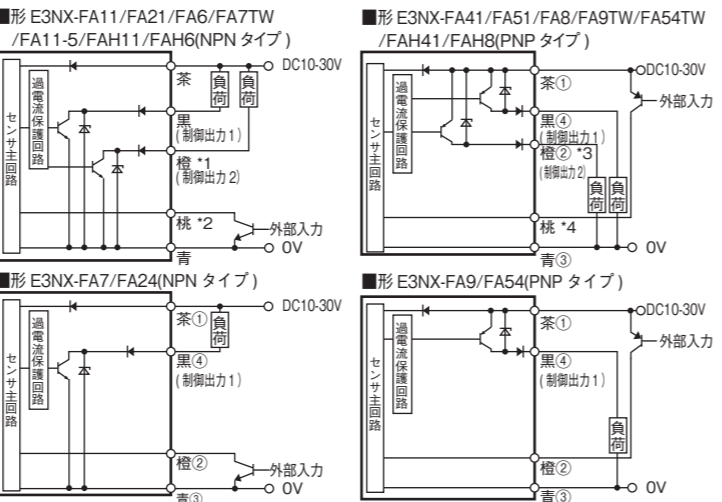 ■形 E3NX-FA11/FA21/FA6/FA7TW
/FA11-5/FAH11/FAH6(NPN タイプ )
センサ主回路
過電流保護回路
茶
負荷
負荷
DC10-30V
黒
( 制御出力 1 )
橙 *1
( 制御出力 2 )
桃 *2
外部入力
0V
青
■形 E3NX-FA41/FA51/FA8/FA9TW/FA54TW
/FAH41/FAH8(PNP タイプ )
センサ主回路
過電流保護回路
DC10-30V
茶①
外部入力
黒④
( 制御出力 1 )
橙② *3
( 制御出力 2 )
負荷
負荷
桃 *4
0V
青③
■形 E3NX-FA7/FA24(NPN タイプ )
センサ主回路
過電流保護回路
茶①
負荷
DC10-30V
黒④
( 制御出力 1 )
橙②
外部入力
0V
青③
■形 E3NX-FA9/FA54(PNP タイプ )
センサ主回路
過電流保護回路
DC10-30V
茶①
外部入力
黒④
( 制御出力 1 )
負荷
橙②
0V
青③